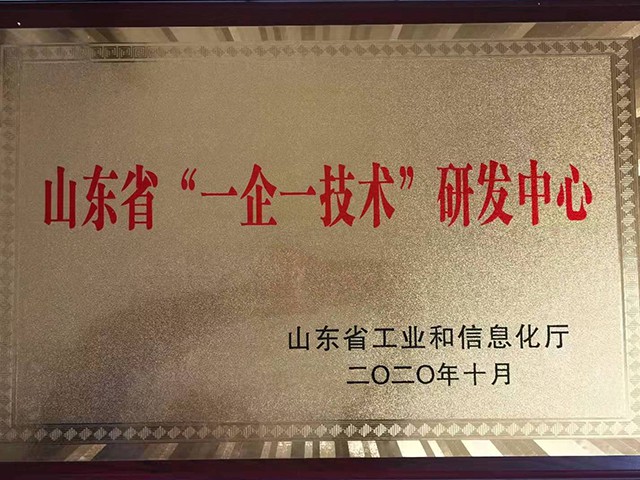 山东省“一企一技术”研发中心
山东省工业和信息化厅
二〇二〇年十月